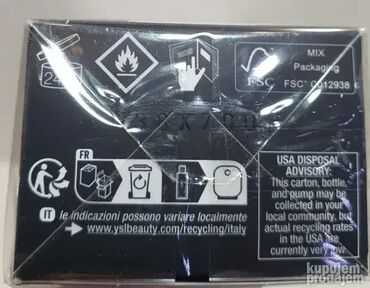 24
MIX
Packaging
FSC
FSC® C012938
FR
USA DISPOSAL
ADVISORY:
This carton, bottle,
and pump may be
collected in your
local community, but
actual recycling rates
in the USA are
currently very low.
IT le indicazioni possono variare localmente
www.yslbeauty.com/recycling/italy
kupujem
prodajem